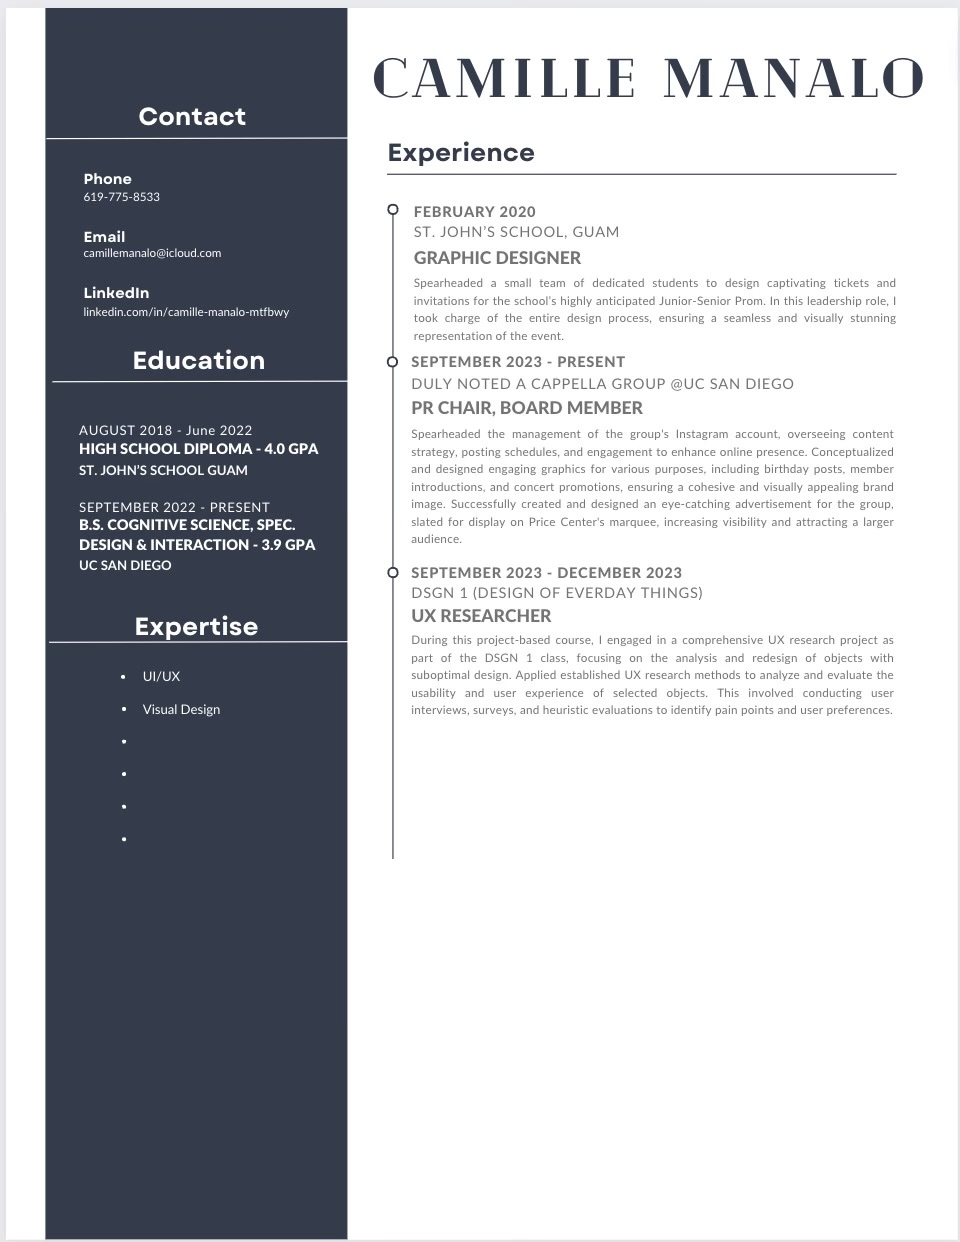 CAMILLE MANALO
Contact
Phone
619-775-8533
Email
camillemanalo@icloud.com
LinkedIn
linkedin.com/in/camille-manalo-mtfbwy
Education
AUGUST 2018 - June 2022
HIGH SCHOOL DIPLOMA - 4.0 GPA
ST. JOHN'S SCHOOL GUAM
SEPTEMBER 2022 - PRESENT
B.S. COGNITIVE SCIENCE, SPEC.
DESIGN & INTERACTION - 3.9 GPA
UC SAN DIEGO
Expertise
• UI/UX
• Visual Design
•
•
•
•
Experience
FEBRUARY 2020
ST. JOHN'S SCHOOL, GUAM
GRAPHIC DESIGNER
Spearheaded a small team of dedicated students to design captivating tickets and
invitations for the school's highly anticipated Junior-Senior Prom. In this leadership role, I
took charge of the entire design process, ensuring a seamless and visually stunning
representation of the event.
SEPTEMBER 2023 - PRESENT
DULY NOTED A CAPPELLA GROUP @UC SAN DIEGO
PR CHAIR, BOARD MEMBER
Spearheaded the management of the group's Instagram account, overseeing content
strategy, posting schedules, and engagement to enhance online presence. Conceptualized
and designed engaging graphics for various purposes, including birthday posts, member
introductions, and concert promotions, ensuring a cohesive and visually appealing brand
image. Successfully created and designed an eye-catching advertisement for the group,
slated for display on Price Center's marquee, increasing visibility and attracting a larger
audience.
SEPTEMBER 2023 - DECEMBER 2023
DSGN 1 (DESIGN OF EVERDAY THINGS)
UX RESEARCHER
During this project-based course, I engaged in a comprehensive UX research project as
part of the DSGN 1 class, focusing on the analysis and redesign of objects with
suboptimal design. Applied established UX research methods to analyze and evaluate the
usability and user experience of selected objects. This involved conducting user
interviews, surveys, and heuristic evaluations to identify pain points and user preferences.